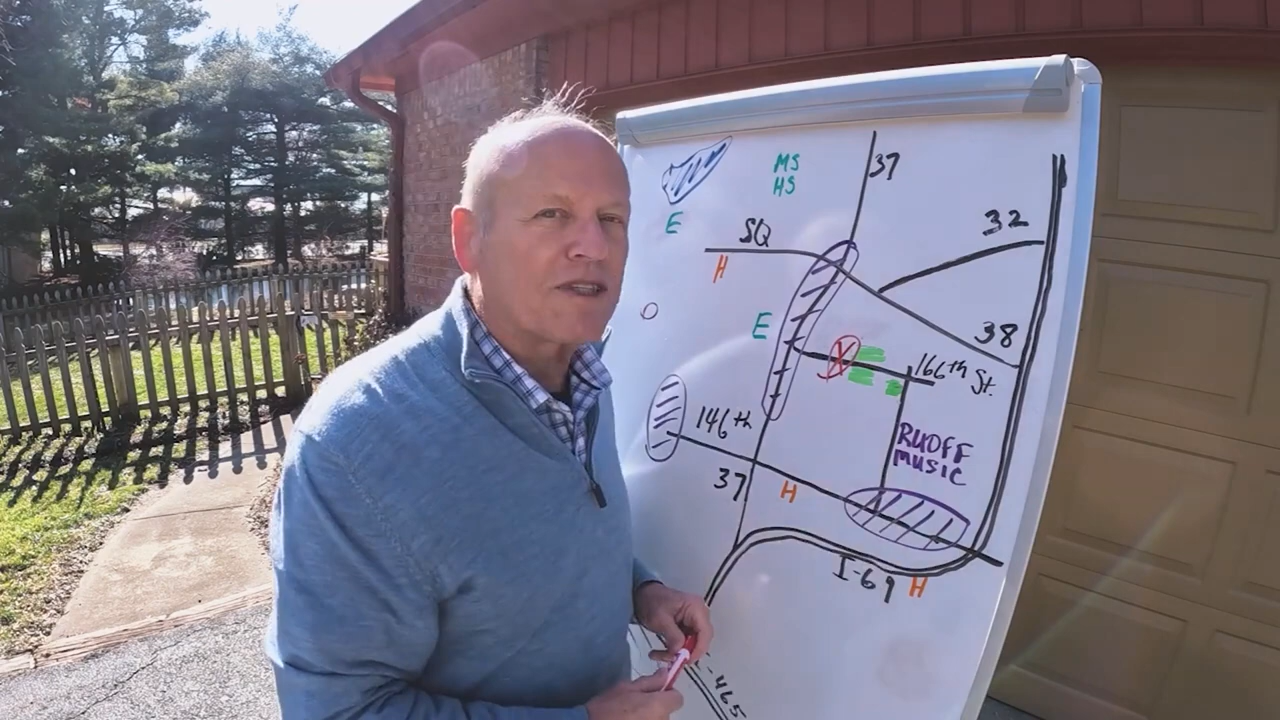 MS
HS
37
E
32
SQ
H
O
E
38
X
166th St.
146th
RUOFF
MUSIC
37
H
I-69
H
-465